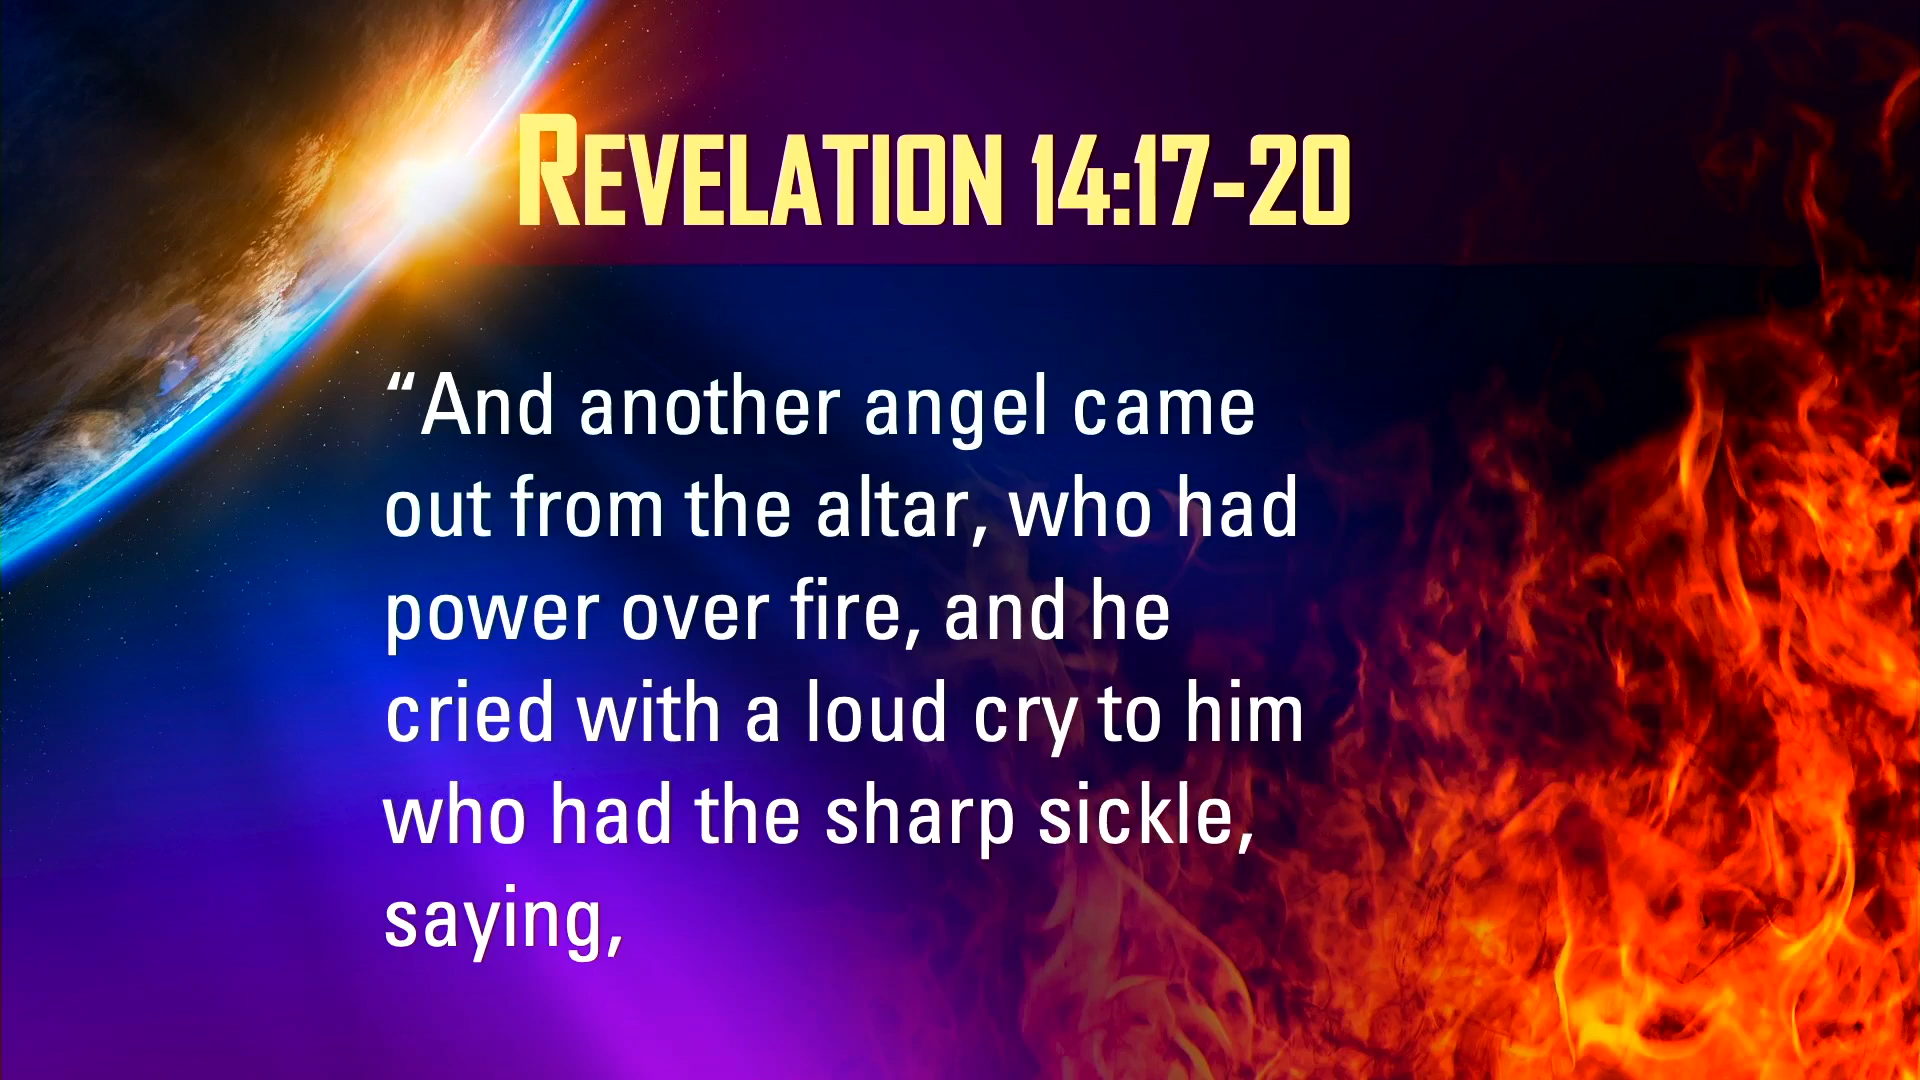 REVELATION 14:17-20
“And another angel came
out from the altar, who had
power over fire, and he
cried with a loud cry to him
who had the sharp sickle,
saying,